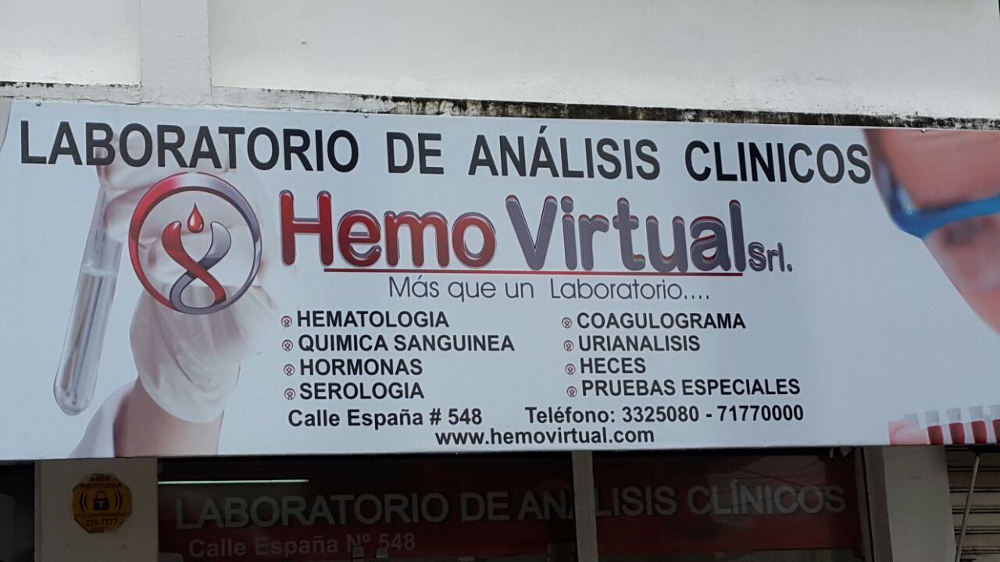 LABORATORIO DE ANÁLISIS CLINICOS
Hemo Virtual Srl.
Más que un Laboratorio....
HEMATOLOGIA
QUIMICA SANGUINEA
HORMONAS
SEROLOGIA
COAGULOGRAMA
URIANALISIS
HECES
PRUEBAS ESPECIALES
Calle España # 548 Teléfono: 3325080 - 71770000
www.hemovirtual.com
AREA
PROTEGIDA
339-7777
LABORATORIO DE ANALISIS CLÍNICOS
Calle España Nº 548